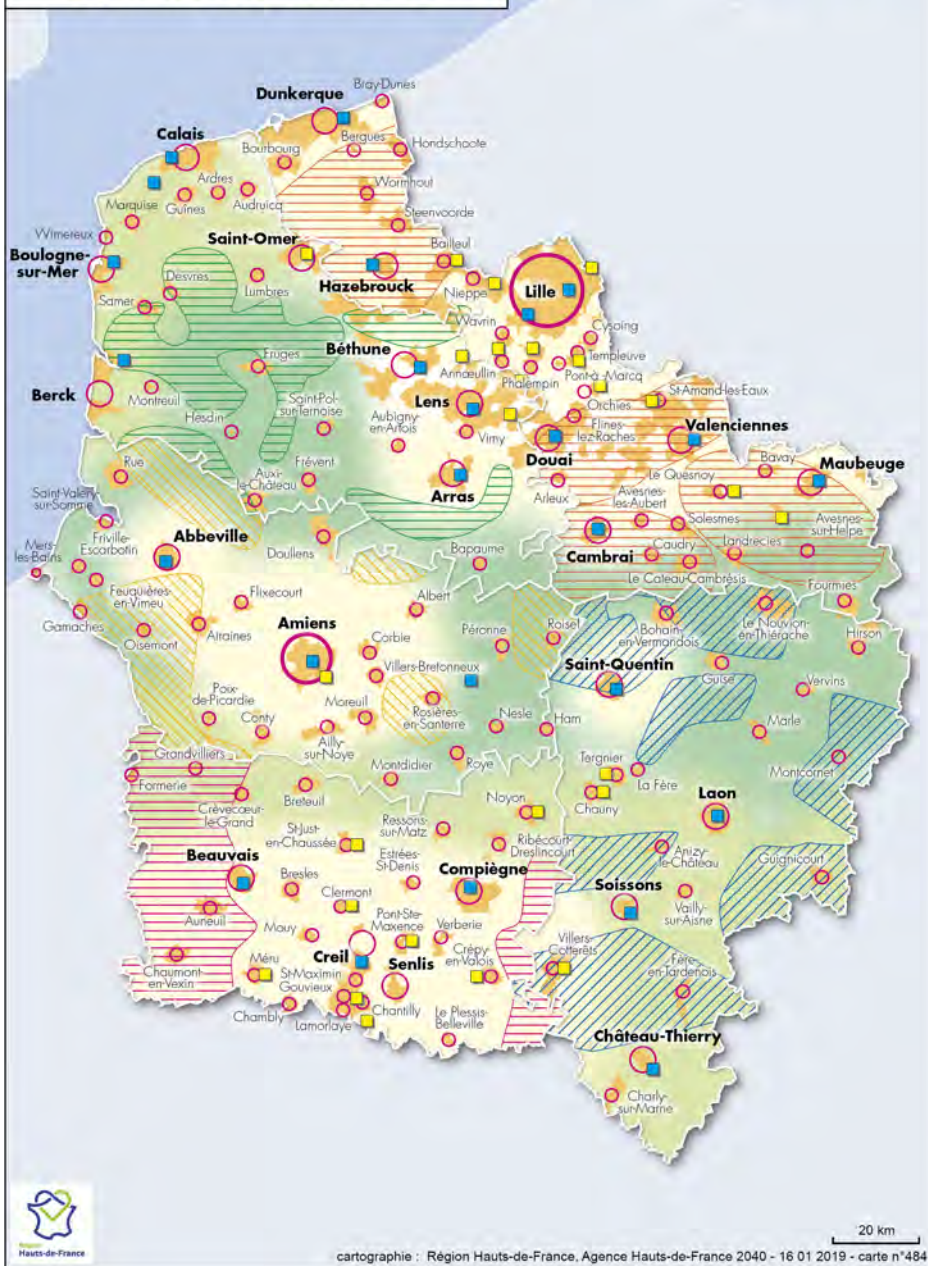 Bray-Dunes
Dunkerque
Calais
Bourbourg
Bergues
Hondschoote
Ardres
Guînes
Audruicq
Wormhout
Marquise
Steenvoorde
Wimereux
Saint-Omer
Bailleul
Boulogne-
sur-Mer
Desvres
Lumbres
Hazebrouck
Nieppe
Lille
Samer
Wavrin
Cysoing
Béthune
Annœullin
Templeuve
Phalempin
Pont-à-Marcq
Fruges
Berck
Montreuil
Hesdin
Saint-Pol-
sur-Ternoise
Aubigny-
en-Artois
Lens
Vimy
Orchies
St-Amand-les-Eaux
Flines-
lez-Raches
Valenciennes
Douai
Rue
Auxi-
le-Château
Frévent
Arras
Arleux
Le Quesnoy
Bavay
Maubeuge
Avesnes-
les-Aubert
Solesmes
Avesnes-
sur-Helpe
Saint-Valéry-
sur-Somme
Friville-
Escarbotin
Abbeville
Doullens
Bapaume
Cambrai
Caudry
Landrecies
Le Cateau-Cambrésis
Mers-
les-Bains
Feuquières-
en-Vimeu
Flixecourt
Albert
Fourmies
Gamaches
Oisemont
Airaines
Amiens
Corbie
Péronne
Roisel
Bohain-
en-Vermandois
Le Nouvion-
en-Thiérache
Hirson
Villers-Bretonneux
Saint-Quentin
Guise
Vervins
Poix-
de-Picardie
Conty
Moreuil
Rosières-
en-Santerre
Nesle
Ham
Marle
Ailly-
sur-Noye
Grandvilliers
Montdidier
Roye
Tergnier
La Fère
Montcornet
Formerie
Breteuil
Noyon
Chauny
Laon
Crèvecœur-
le-Grand
St-Just-
en-Chaussée
Ressons-
sur-Matz
Ribécourt-
Dreslincourt
Anizy-
le-Château
Guignicourt
Beauvais
Estrées-
St-Denis
Compiègne
Bresles
Clermont
Soissons
Vailly-
sur-Aisne
Auneuil
Mouy
Pont-Ste-
Maxence
Verberie
Crépy-
en-Valois
Villers-
Cotterêts
Fère-
en-Tardenois
Creil
Senlis
Chaumont-
en-Vexin
Méru
St-Maximin
Gouvieux
Chambly
Lamorlaye
Chantilly
Le Plessis-
Belleville
Château-Thierry
Charly-
sur-Marne
Région
Hauts-de-France
20 km
cartographie : Région Hauts-de-France, Agence Hauts-de-France 2040 - 16 01 2019 - carte n°484